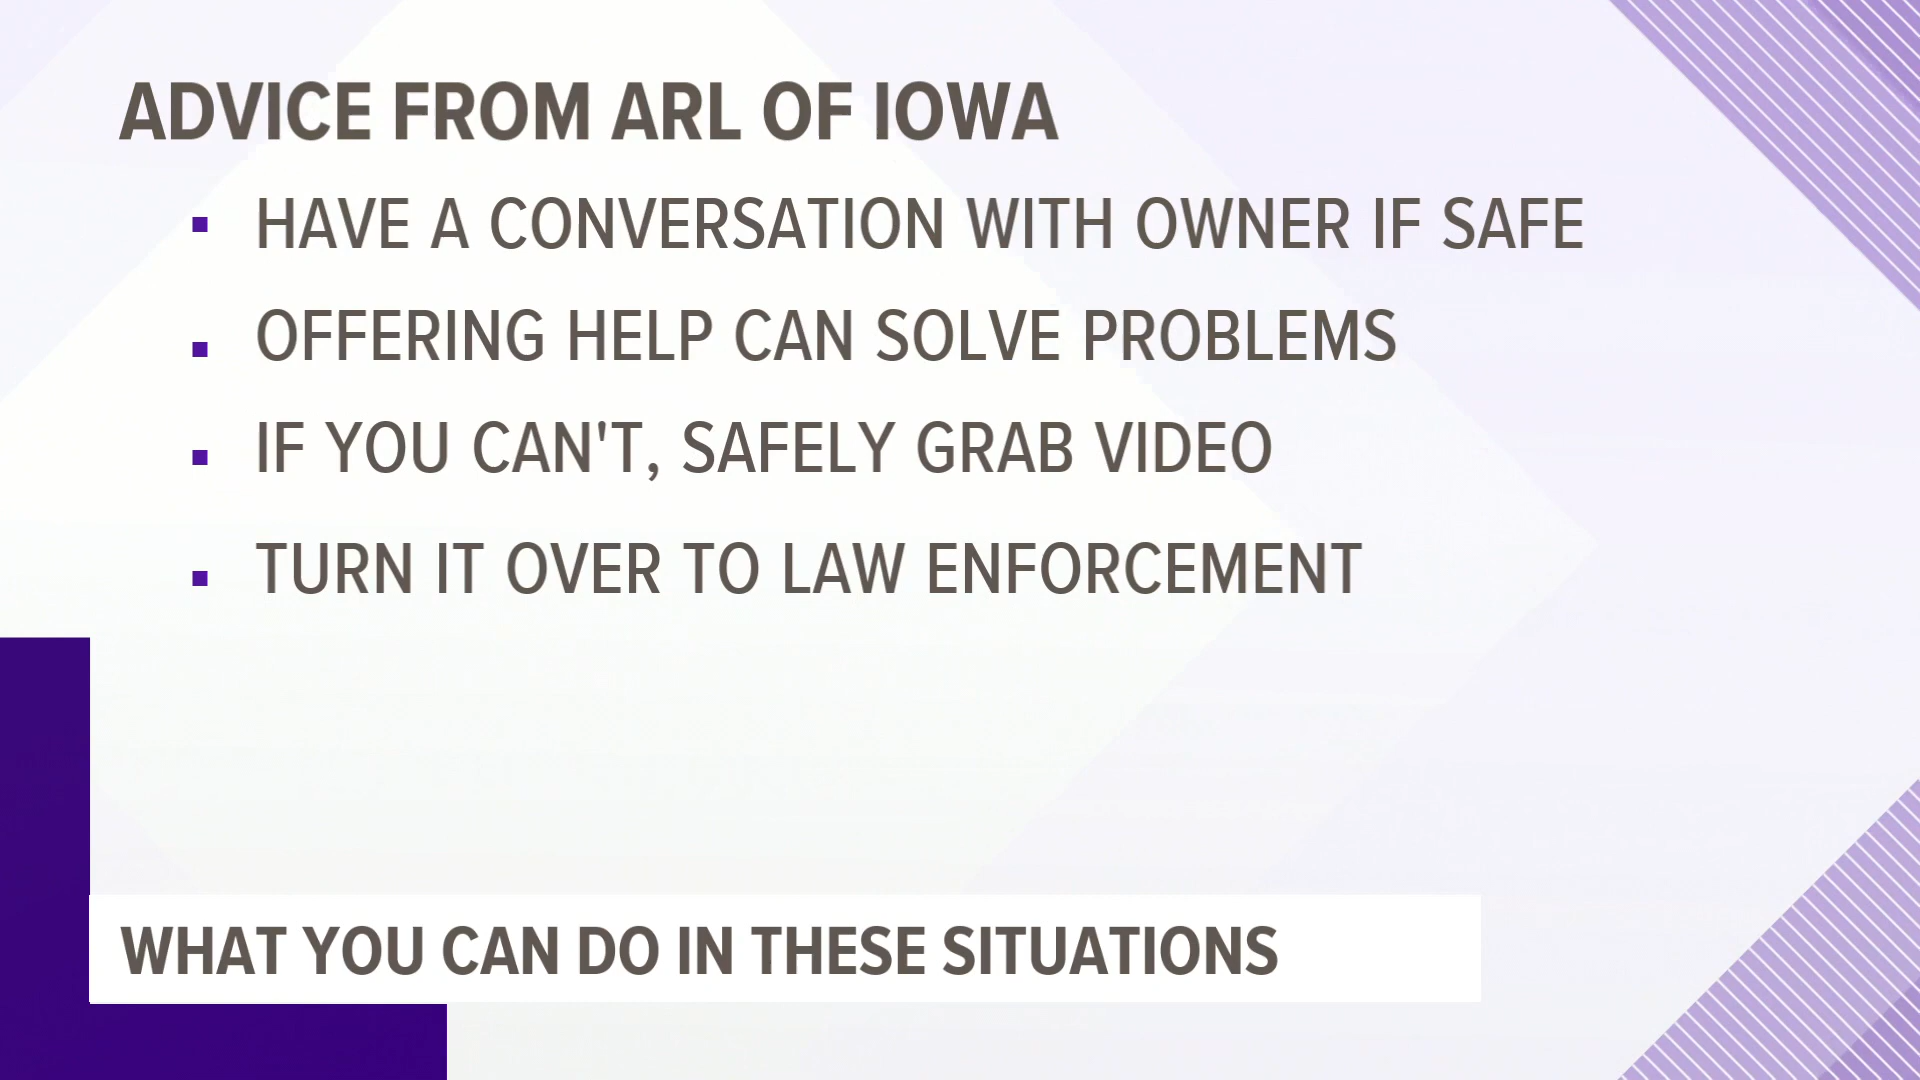 ADVICE FROM ARL OF IOWA
▪ HAVE A CONVERSATION WITH OWNER IF SAFE
▪ OFFERING HELP CAN SOLVE PROBLEMS
▪ IF YOU CAN'T, SAFELY GRAB VIDEO
▪ TURN IT OVER TO LAW ENFORCEMENT
WHAT YOU CAN DO IN THESE SITUATIONS